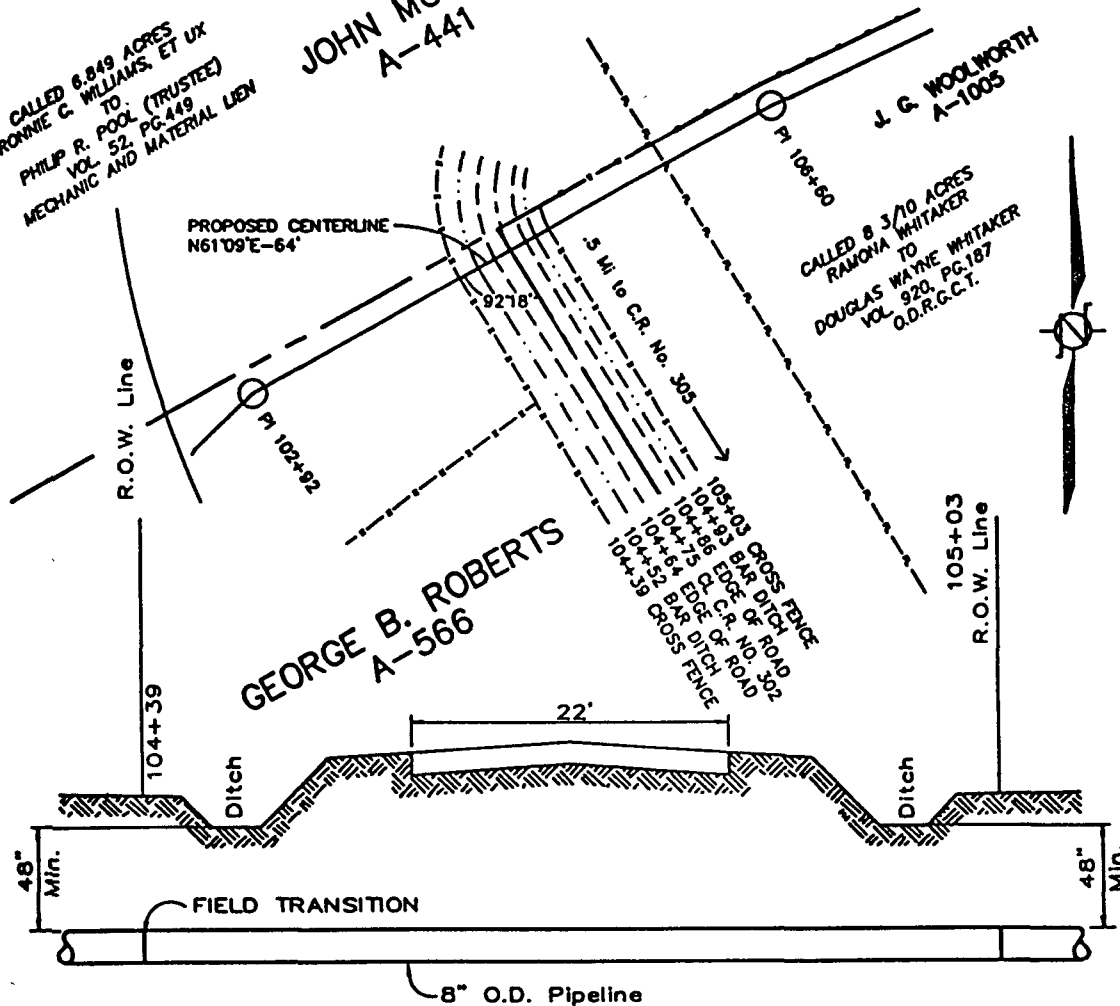 CALLED 6.849 ACRES
RONNIE C. WILLIAMS, ET UX
TO
PHILIP R. POOL (TRUSTEE)
VOL. 52, PG.449
MECHANIC AND MATERIAL LIEN
JOHN
A-441
J. G. WOOLWORTH
A-1005
PI 106+60
PROPOSED CENTERLINE
N61°09'E-64'
92°18'
.5 Mi to C.R. No. 305
CALLED 8 3/10 ACRES
RAMONA WHITAKER
TO
DOUGLAS WAYNE WHITAKER
VOL. 920, PG.187
O.D.R.G.C.T.
R.O.W. Line
PI 102+92
105+03 CROSS FENCE
104+93 BAR DITCH
104+86 EDGE OF ROAD
104+75 CL C.R. NO. 302
104+64 EDGE OF ROAD
104+52 BAR DITCH
104+39 CROSS FENCE
GEORGE B. ROBERTS
A-566
105+03
R.O.W. Line
104+39
22'
Ditch
Ditch
48"
Min.
48"
Min.
FIELD TRANSITION
8" O.D. Pipeline